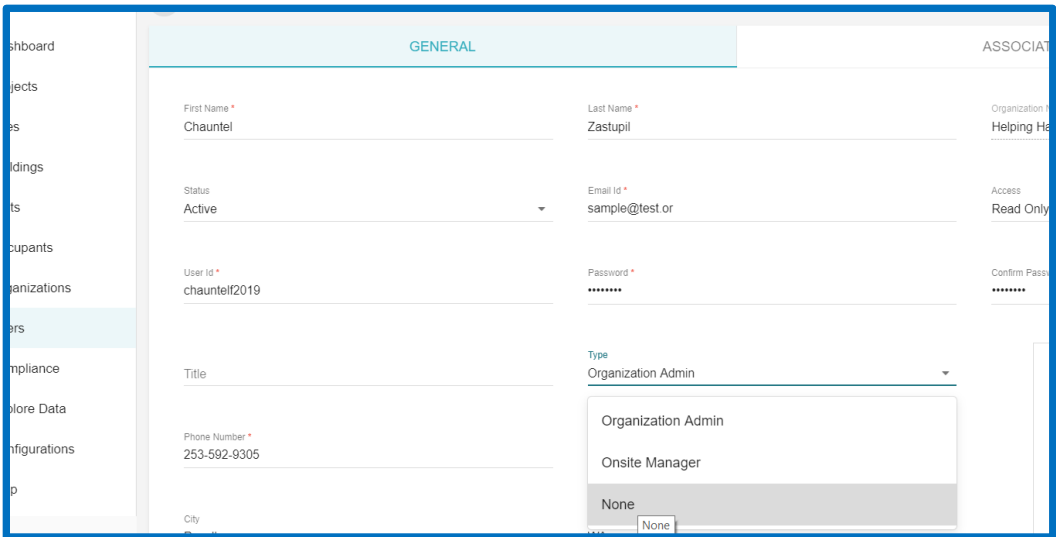 shboard
jects
es
ldings
ts
cupants
ganizations
ers
mpliance
plore Data
nfigurations
p
GENERAL
ASSOCIAT
First Name *
Chauntel
Last Name *
Zastupil
Organization
Helping Ha
Status
Active
Email Id *
sample@test.or
Access
Read Only
User Id *
chauntelf2019
Password *
••••••••
Confirm Passw
••••••••
Title
Type
Organization Admin
Organization Admin
Onsite Manager
None
None
Phone Number *
253-592-9305
City